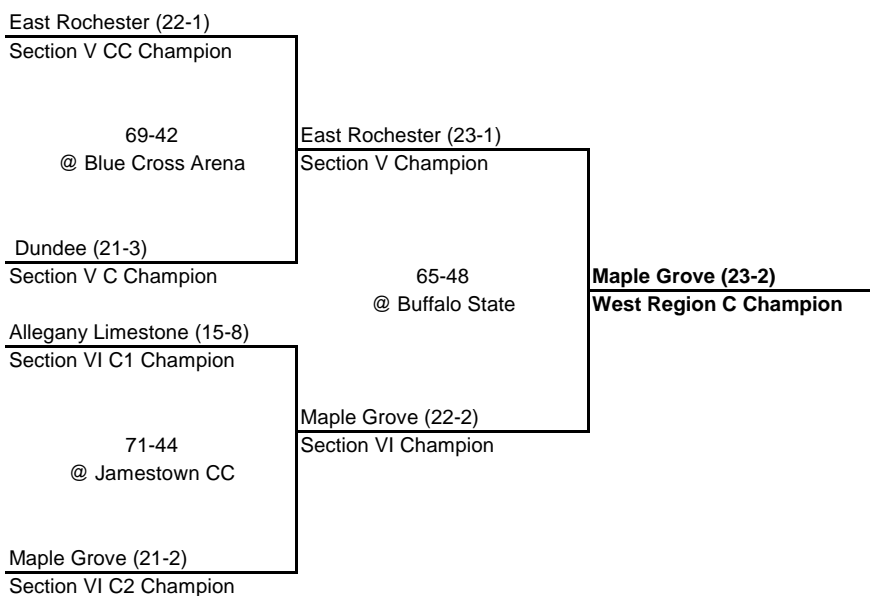 East Rochester (22-1)
Section V CC Champion
69-42
@ Blue Cross Arena
East Rochester (23-1)
Section V Champion
Dundee (21-3)
Section V C Champion
65-48
@ Buffalo State
Maple Grove (23-2)
West Region C Champion
Allegany Limestone (15-8)
Section VI C1 Champion
71-44
@ Jamestown CC
Maple Grove (22-2)
Section VI Champion
Maple Grove (21-2)
Section VI C2 Champion